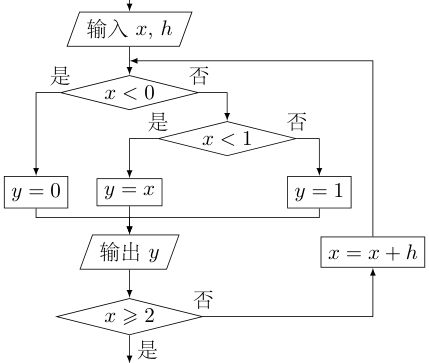 输入 x, h
是
否
x < 0
是
否
x < 1
y = 0
y = x
y = 1
输出 y
x = x + h
否
x ⩾ 2
是